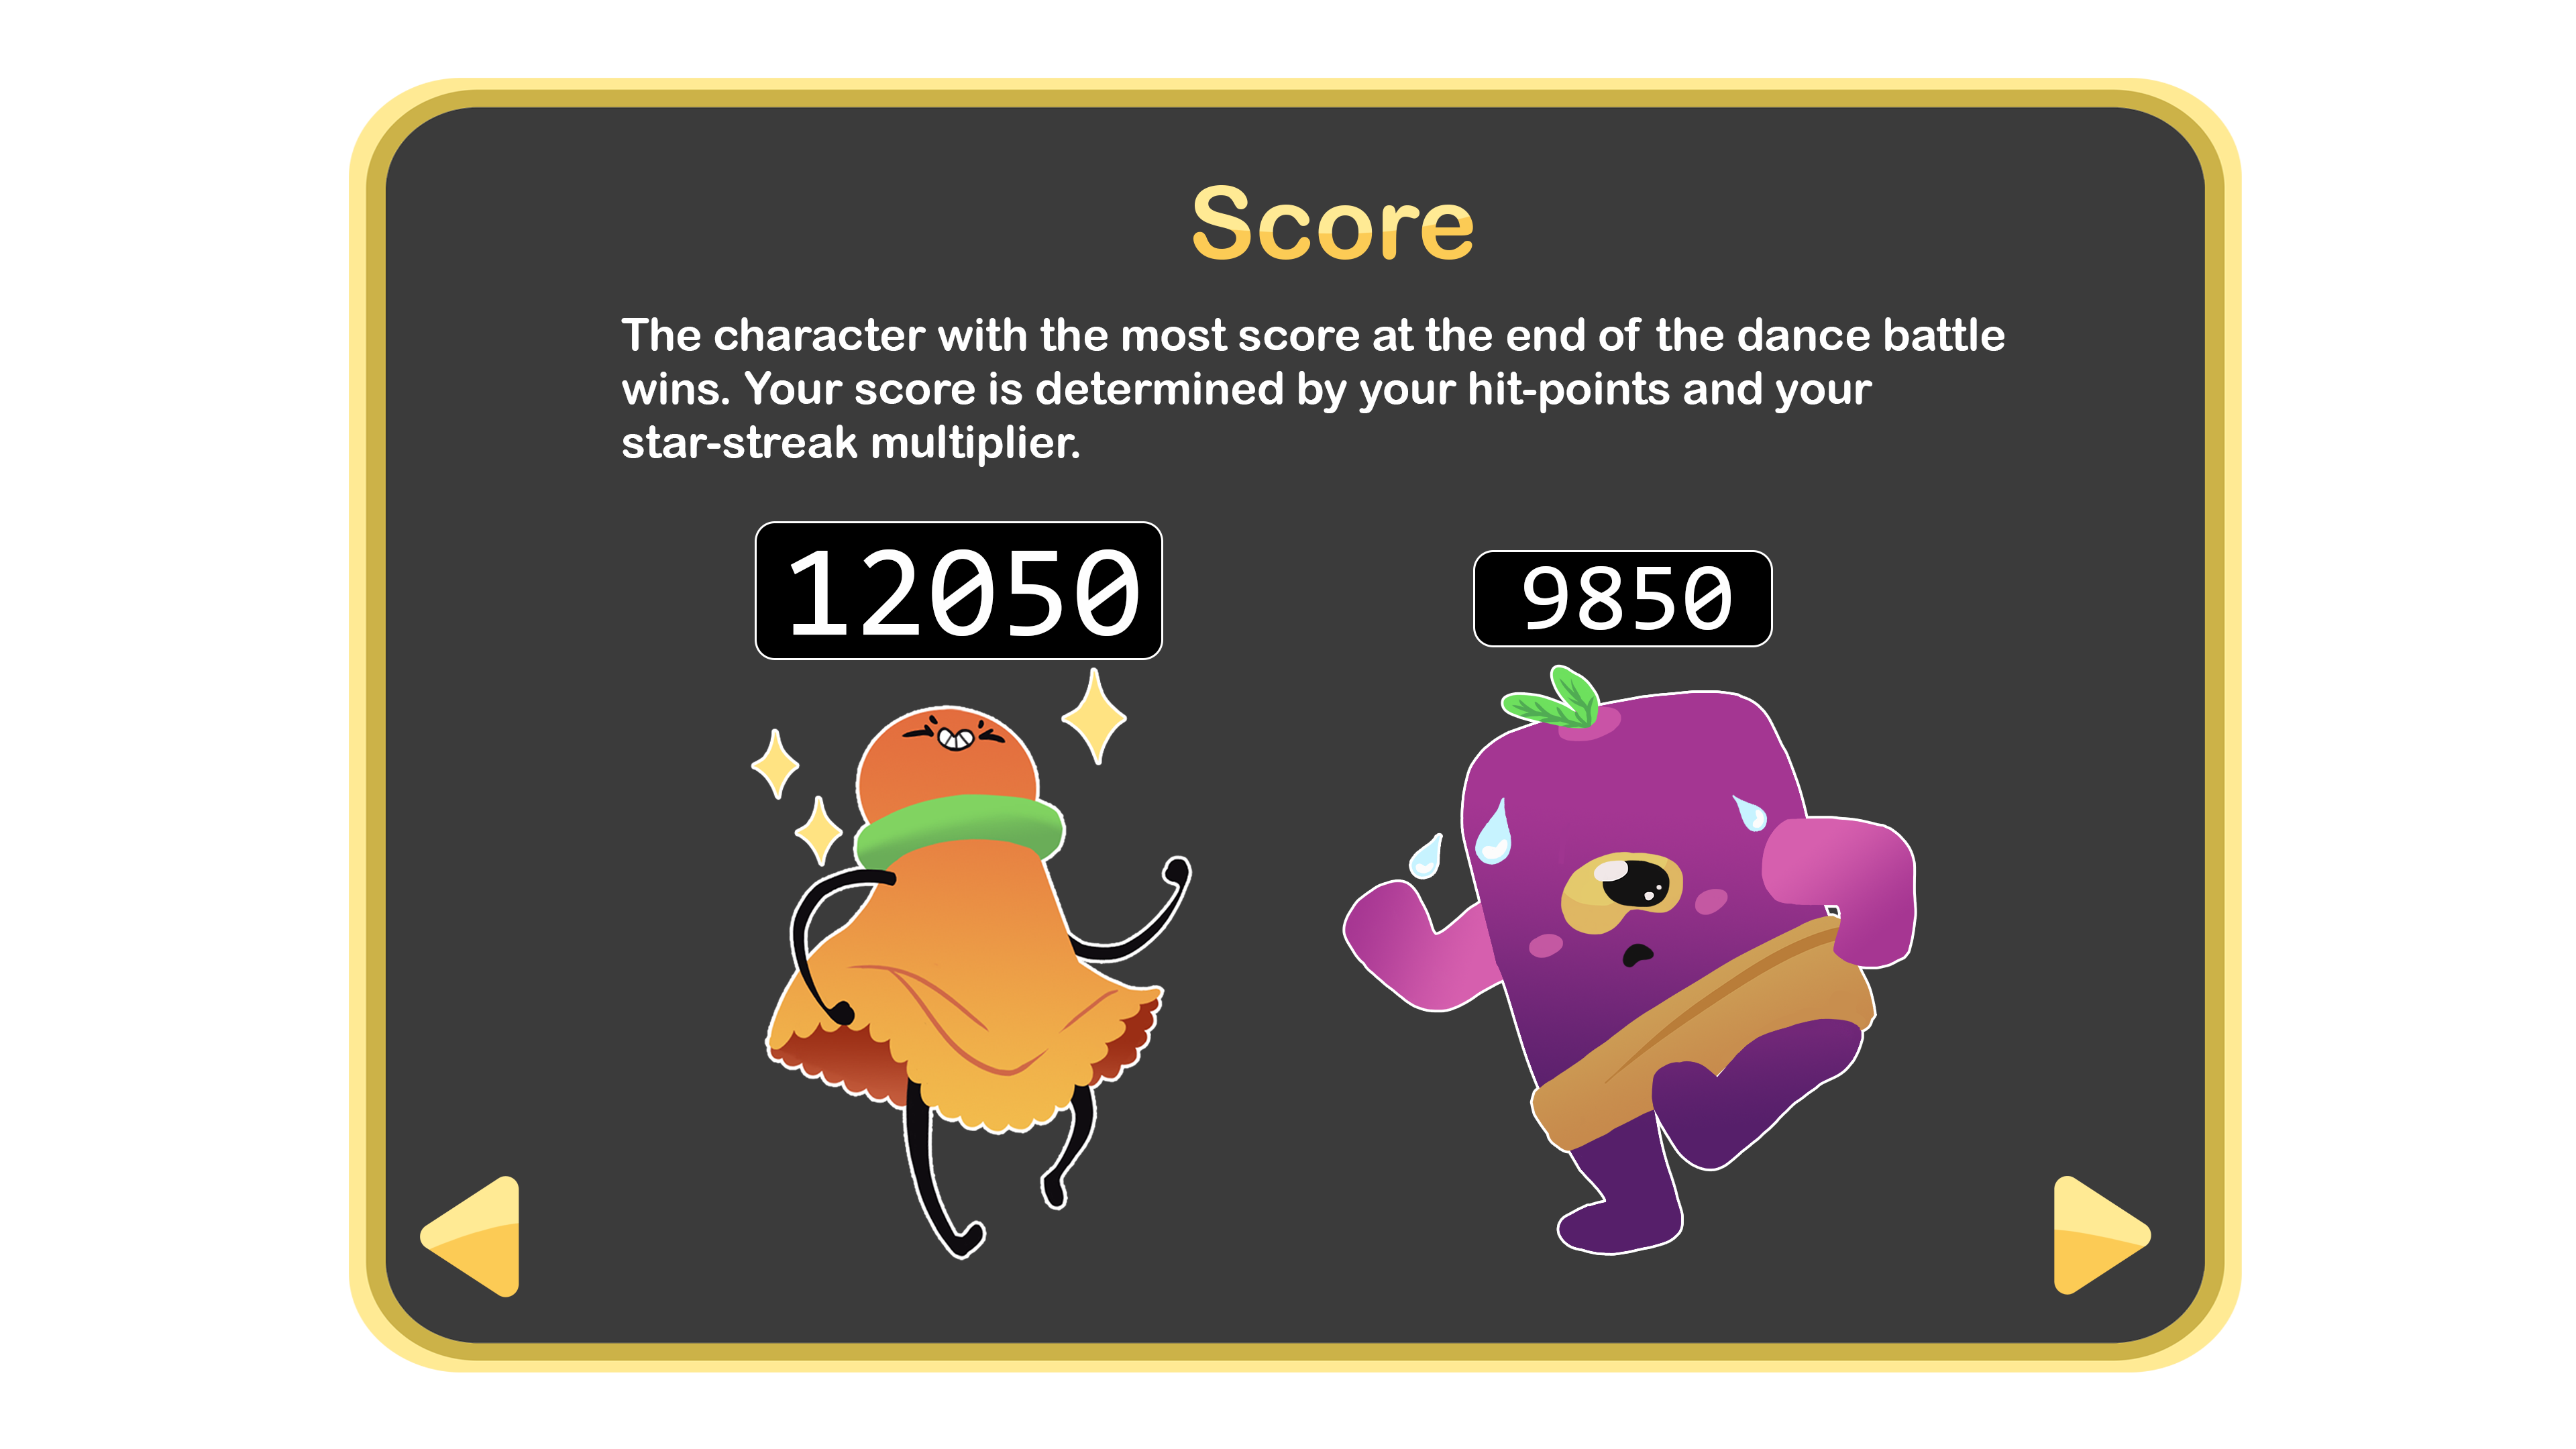 Score
The character with the most score at the end of the dance battle
wins. Your score is determined by your hit-points and your
star-streak multiplier.
12050
9850